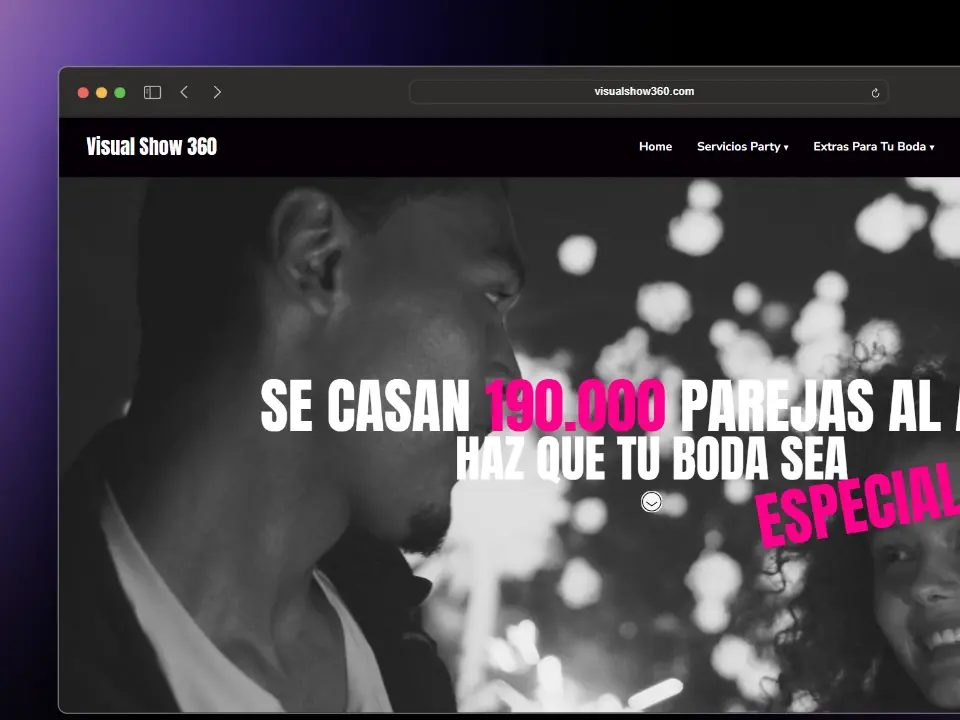 visualshow360.com
Visual Show 360
Home Servicios Party ▾ Extras Para Tu Boda ▾
SE CASAN 190.000 PAREJAS AL
HAZ QUE TU BODA SEA
ESPECIAL